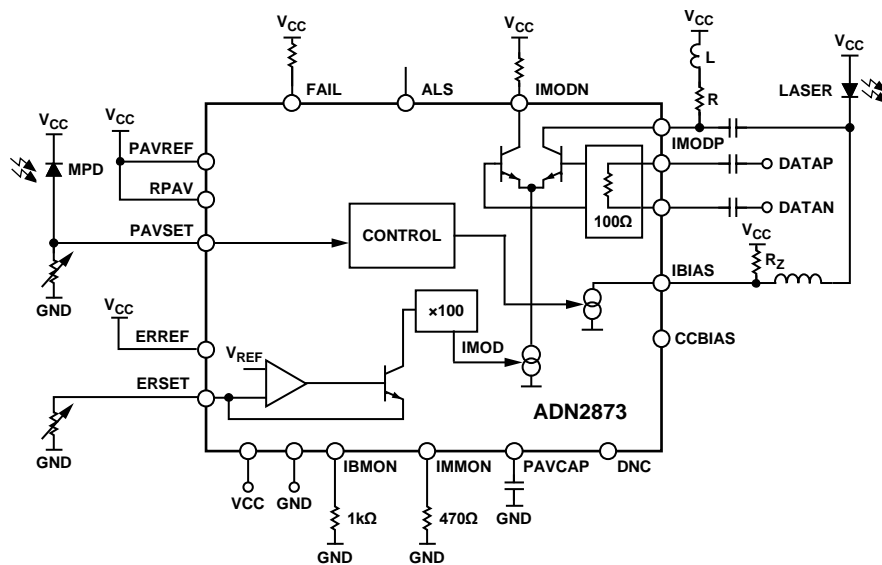 VCC VCC VCC
L
VCC
FAIL ALS IMODN R LASER
VCC VCC
PAVREF
IMODP
MPD
DATAP
RPAV
100Ω
DATAN
PAVSET
CONTROL
VCC
RZ
IBIAS
GND
×100
VCC
CCBIAS
ERREF
VREF
IMOD
ERSET
ADN2873
GND
IBMON IMMON PAVCAP DNC
VCC GND
1kΩ 470Ω GND
GND GND